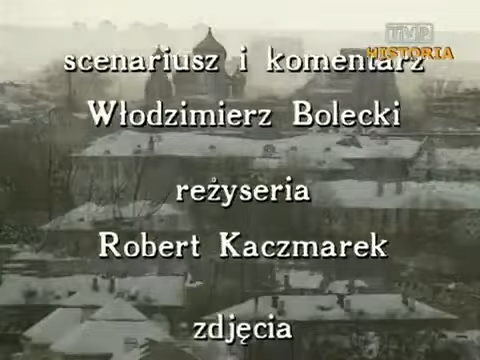 TVP
HISTORIA
scenariusz i komentarz
Włodzimierz Bolecki
reżyseria
Robert Kaczmarek
zdjęcia